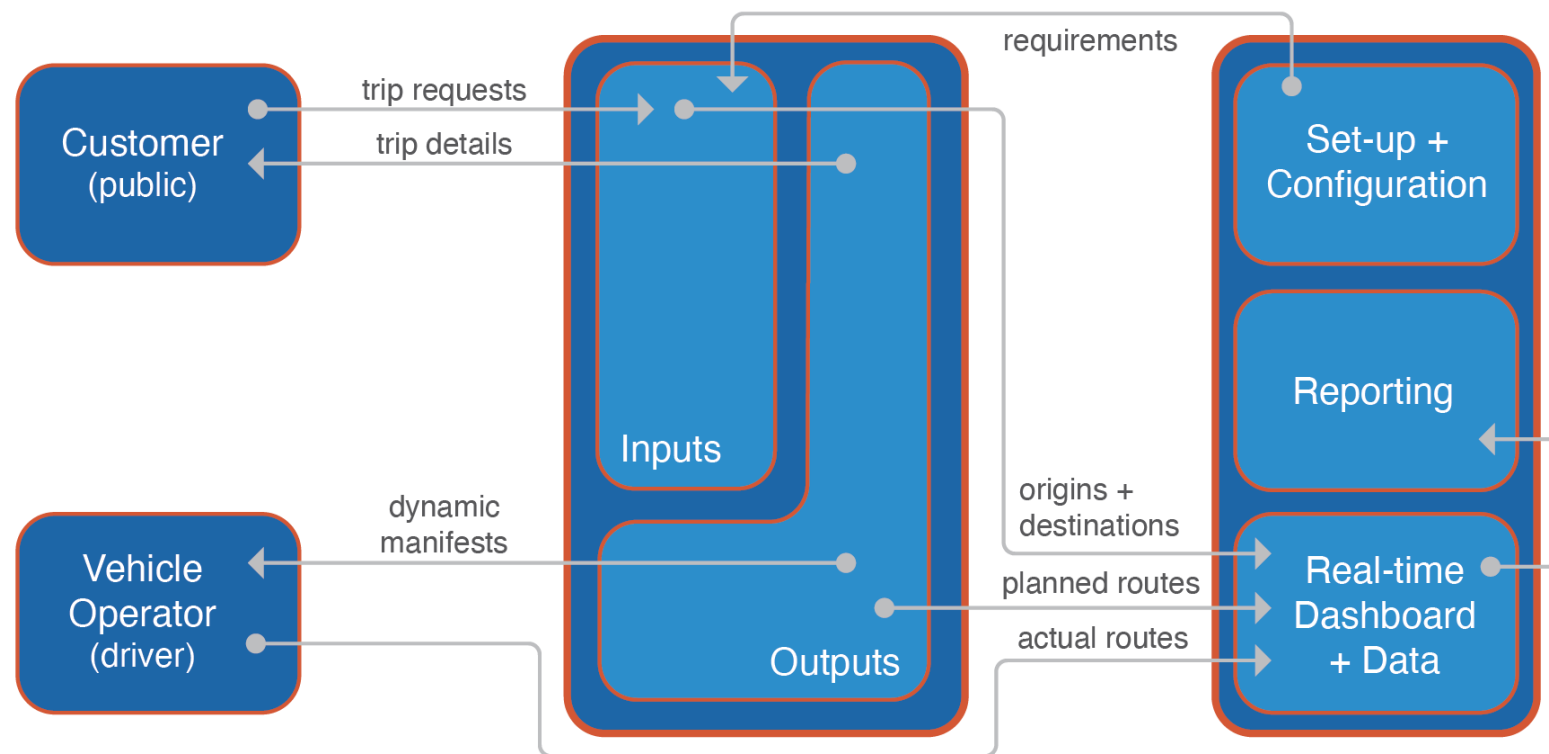 requirements
trip requests
trip details
Customer
(public)
Set-up +
Configuration
Inputs
Reporting
dynamic
manifests
origins +
destinations
Vehicle
Operator
(driver)
planned routes
actual routes
Outputs
Real-time
Dashboard
+ Data